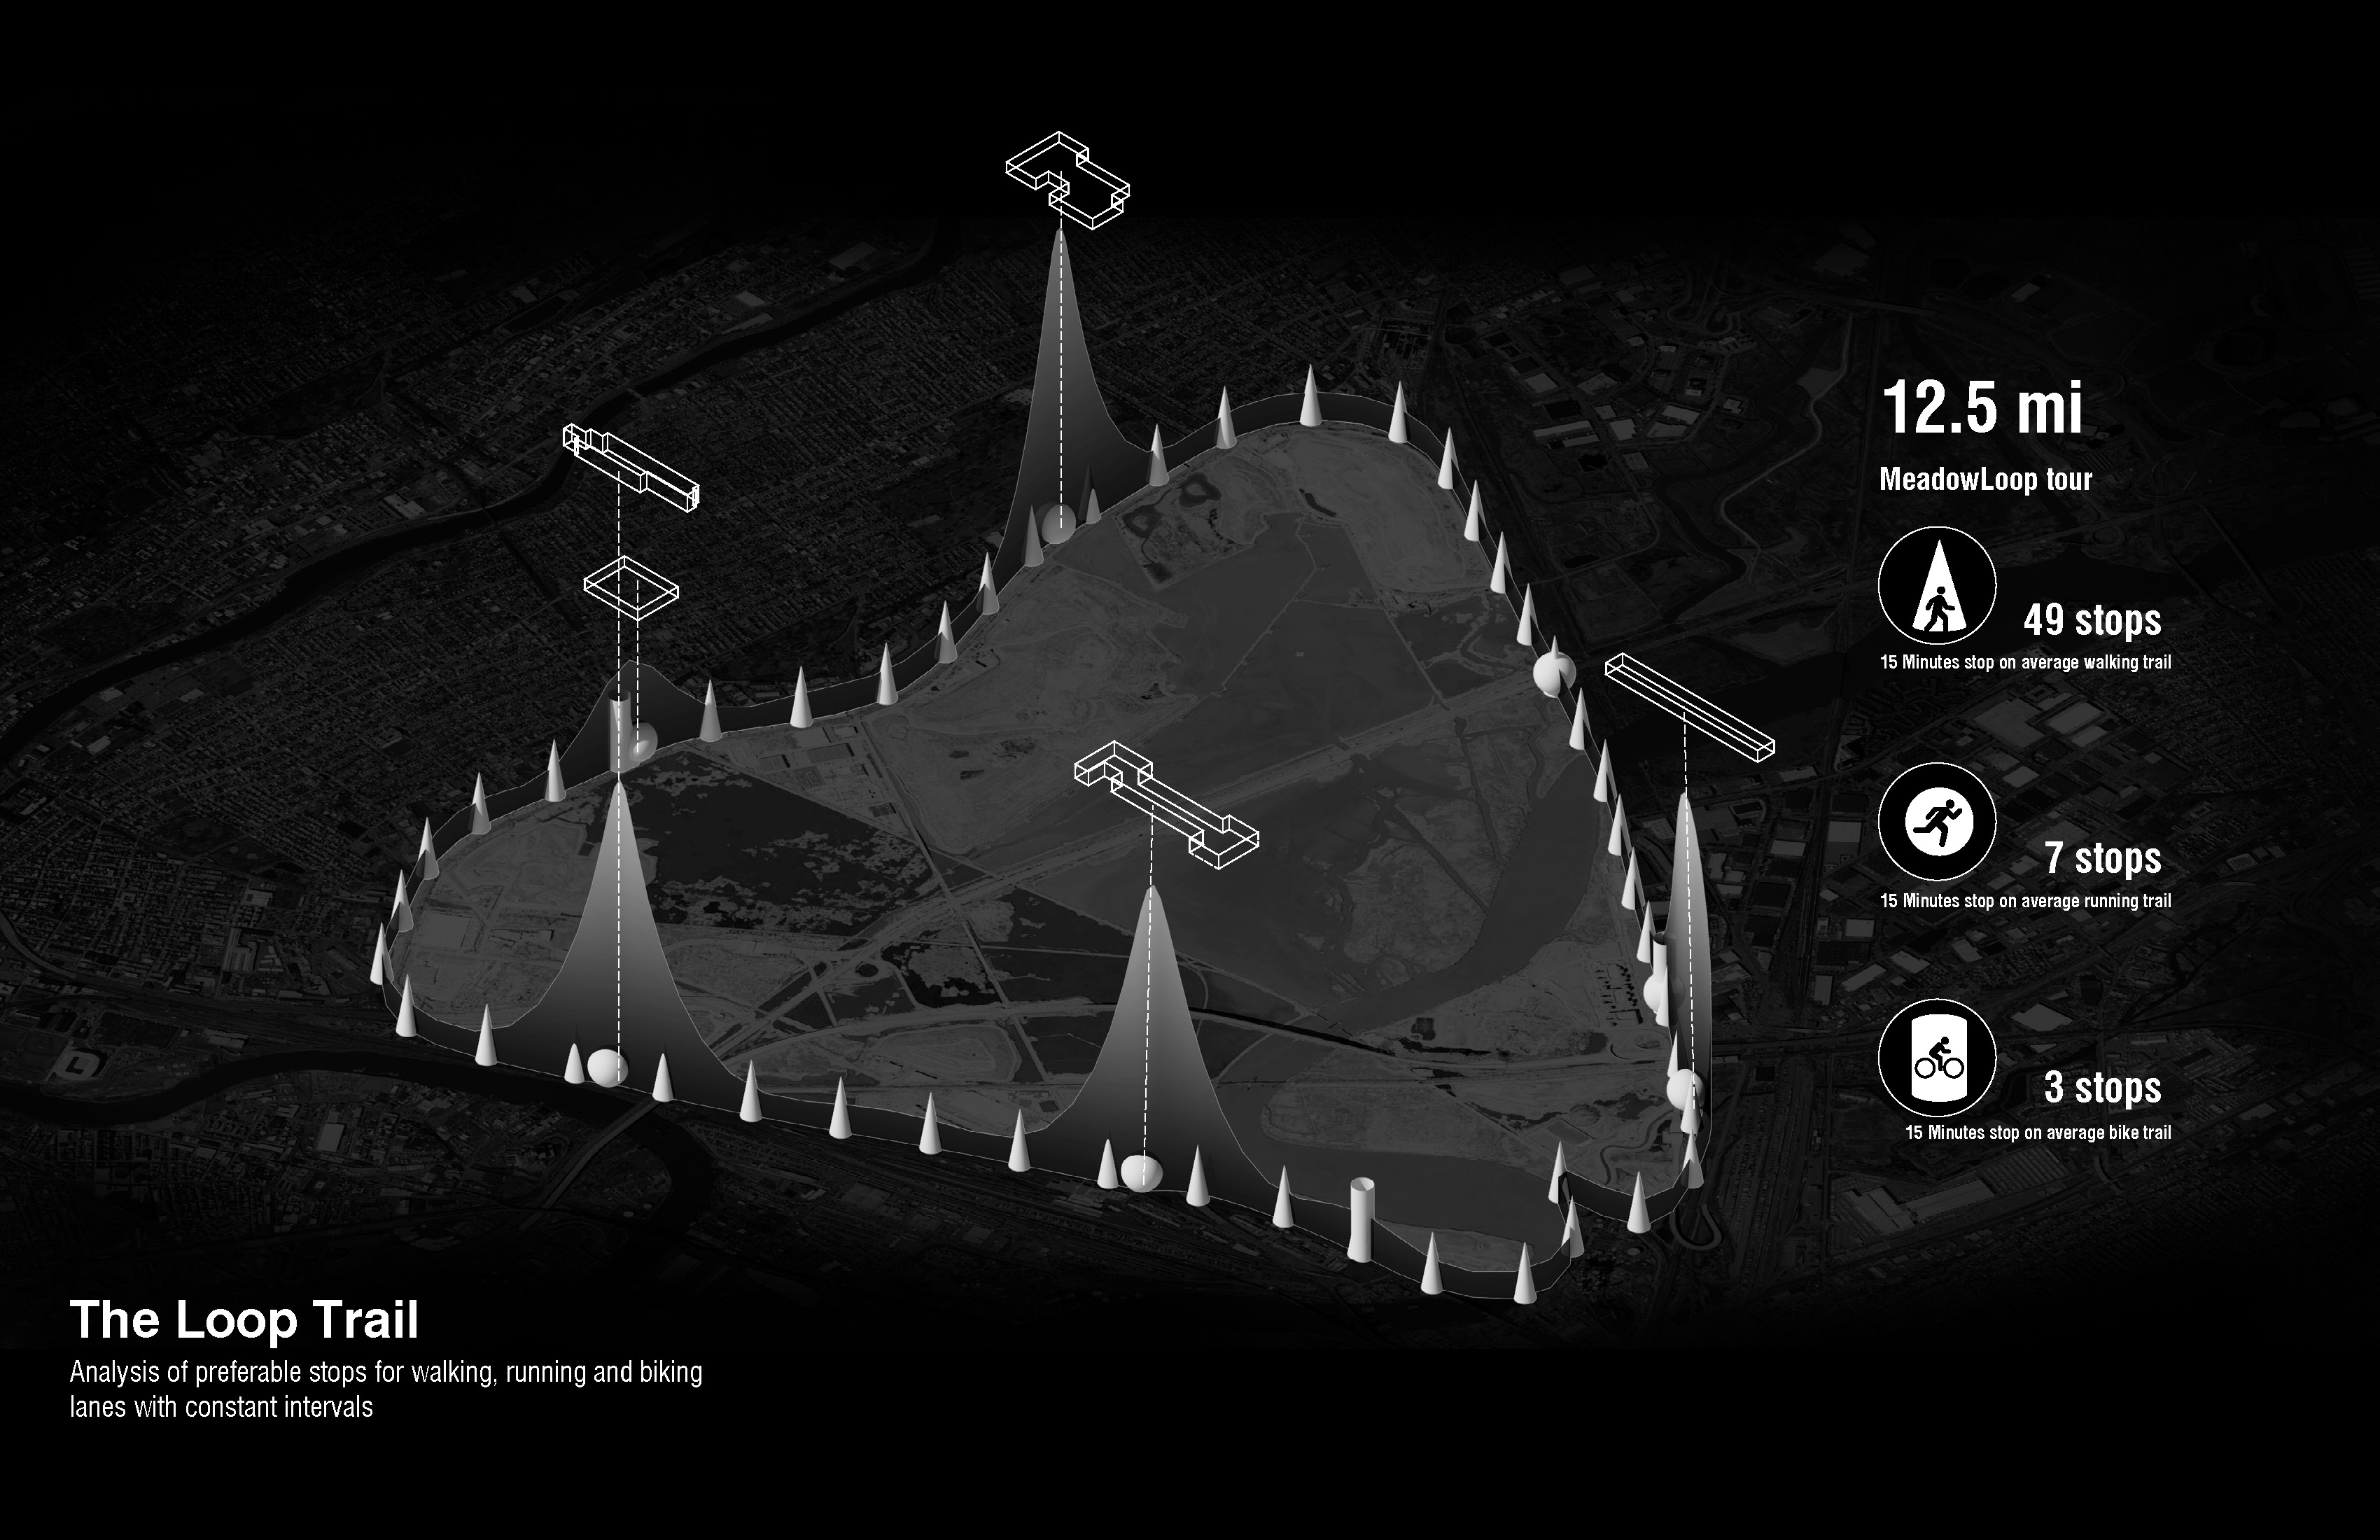 12.5 mi
MeadowLoop tour
49 stops
15 Minutes stop on average walking trail
7 stops
15 Minutes stop on average running trail
3 stops
15 Minutes stop on average bike trail
The Loop Trail
Analysis of preferable stops for walking, running and biking
lanes with constant intervals